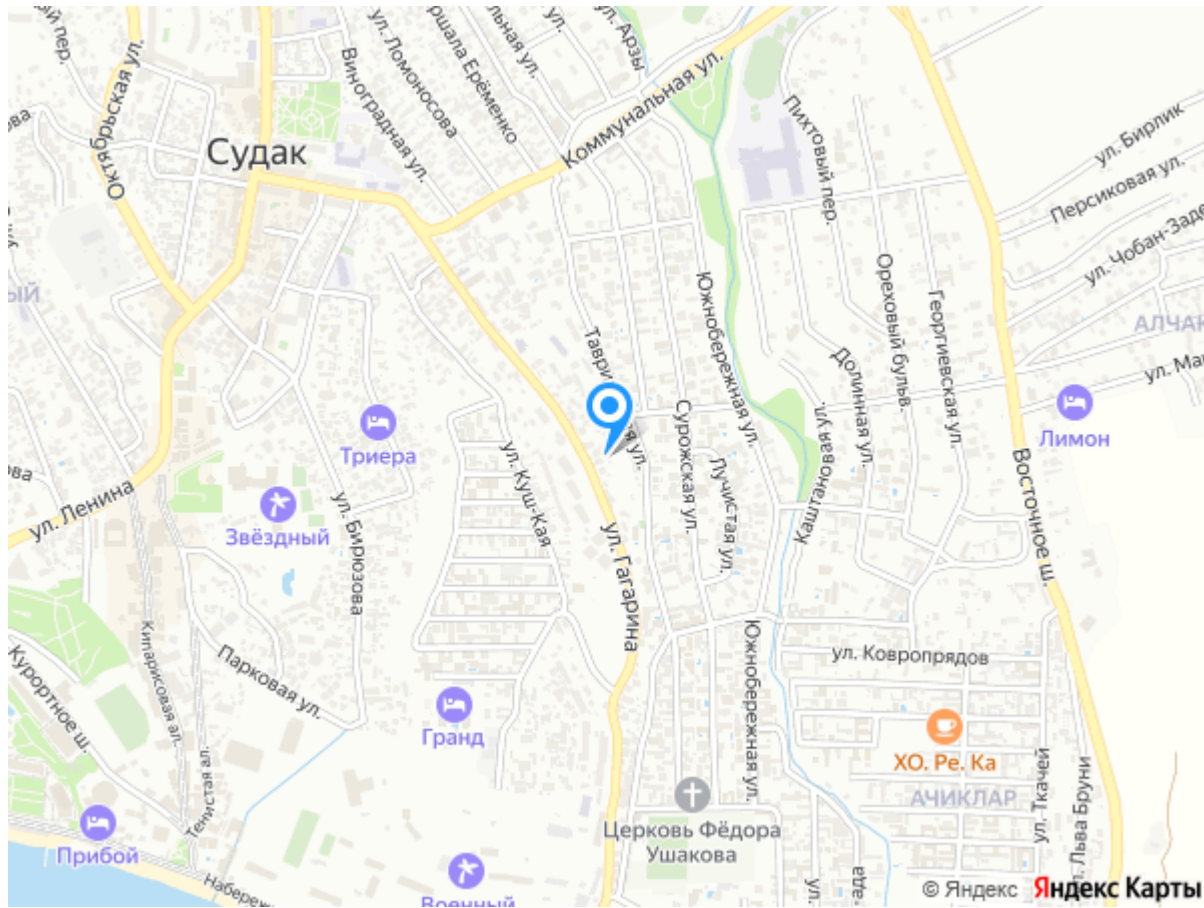 ул. Арзы
Октябрьская ул.
Виноградная ул.
ул. Ломоносова
Коммунальная ул.
Судак
Пихтовый пер.
ул. Бирлик
Персиковая ул.
Южнобережная ул.
Ореховый бульв.
Георгиевская ул.
Долинная ул.
Сурожская ул.
Лучистая ул.
Каштановая ул.
Лимон
Восточное ш.
Триера
ул. Ленина
Звёздный
ул. Бирюзова
ул. Куш-Кая
ул. Гагарина
Кипарисовая ал.
Курортное ш.
Парковая ул.
Тенистая ал.
Гранд
ул. Ковропрядов
Южнобережная ул.
ХО. Ре. Ка
АЧИКЛАР
ул. Ткачей
ул. Льва Бруни
Церковь Фёдора
Ушакова
Прибой
Военный
© Яндекс Яндекс Карты